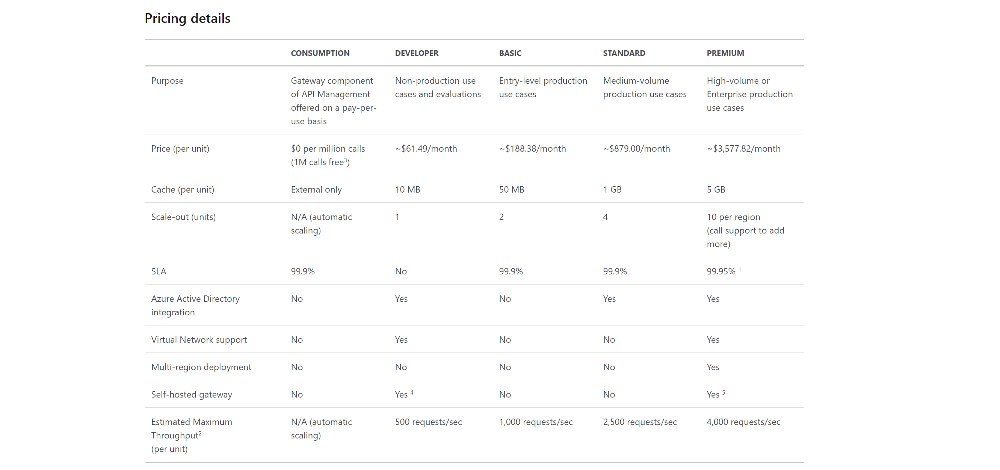 Pricing details
CONSUMPTION DEVELOPER BASIC STANDARD PREMIUM
Purpose Gateway component Non-production use Entry-level production Medium-volume High-volume or
of API Management cases and evaluations use cases production use cases Enterprise production
offered on a pay-per- use cases
use basis
Price (per unit) $0 per million calls ~$61.49/month ~$188.38/month ~$879.00/month ~$3,577.82/month
(1M calls free³)
Cache (per unit) External only 10 MB 50 MB 1 GB 5 GB
Scale-out (units) N/A (automatic 1 2 4 10 per region
scaling) (call support to add
more)
SLA 99.9% No 99.9% 99.9% 99.95% ¹
Azure Active Directory No Yes No Yes Yes
integration
Virtual Network support No Yes No No Yes
Multi-region deployment No No No No Yes
Self-hosted gateway No Yes ⁴ No No Yes ⁵
Estimated Maximum N/A (automatic 500 requests/sec 1,000 requests/sec 2,500 requests/sec 4,000 requests/sec
Throughput² scaling)
(per unit)